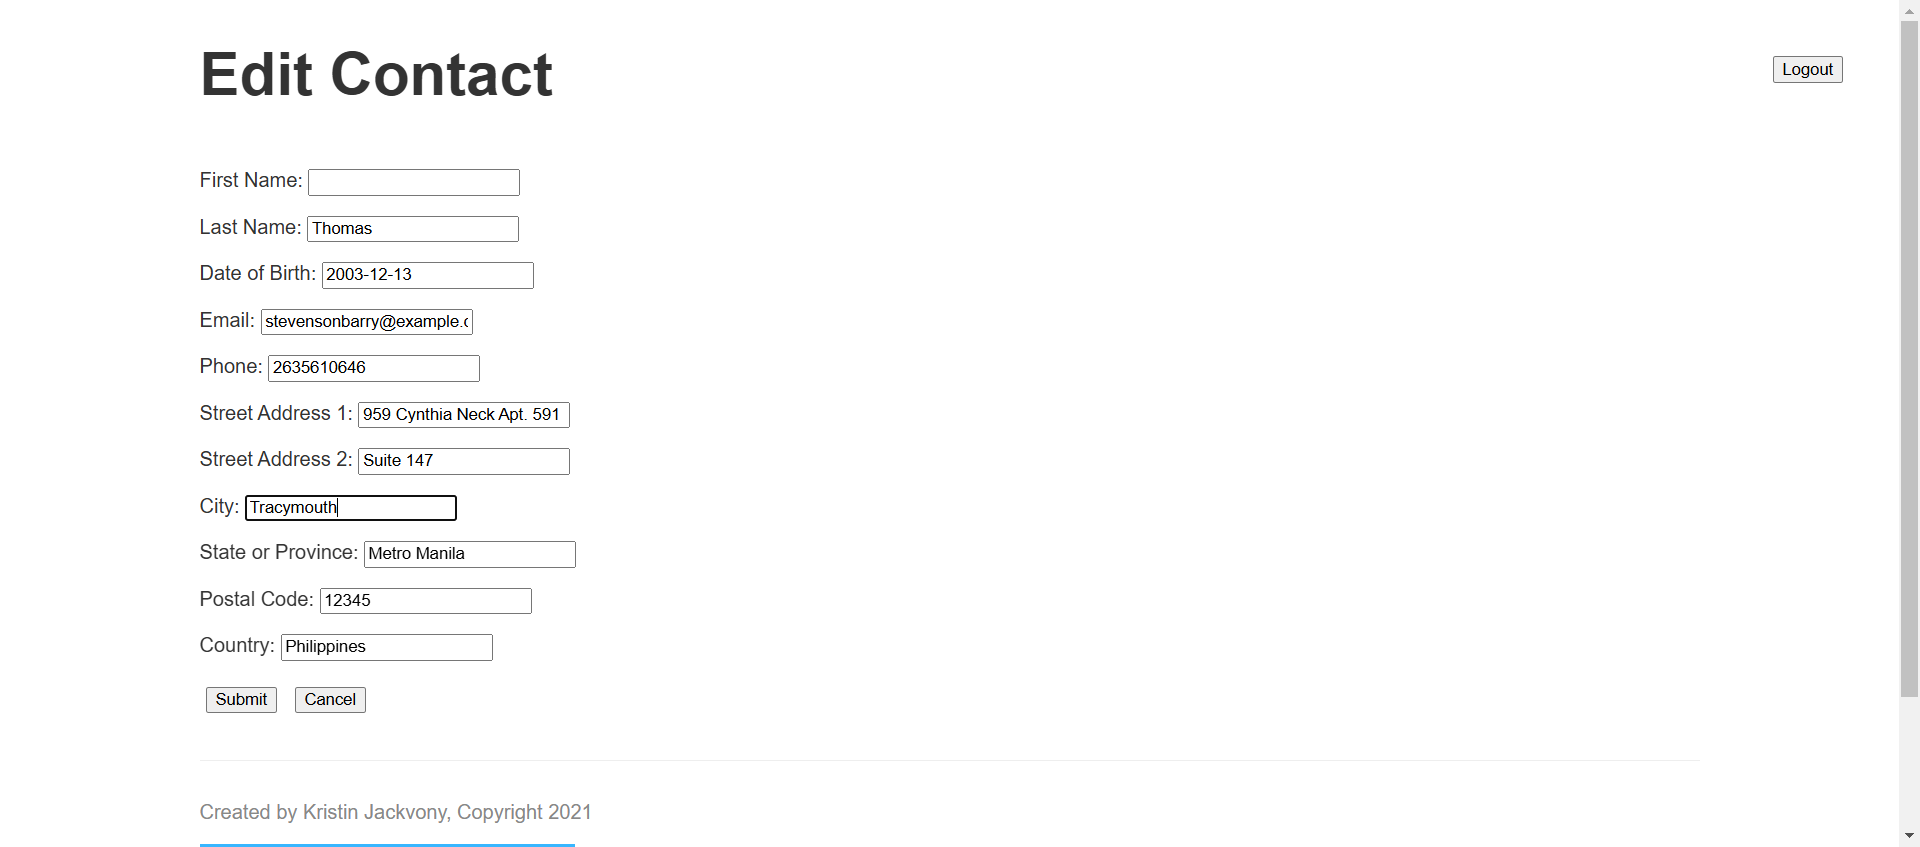 Edit Contact
Logout
First Name:
Last Name: Thomas
Date of Birth: 2003-12-13
Email: stevensonbarry@example.c
Phone: 2635610646
Street Address 1: 959 Cynthia Neck Apt. 591
Street Address 2: Suite 147
City: Tracymouth
State or Province: Metro Manila
Postal Code: 12345
Country: Philippines
Submit Cancel
Created by Kristin Jackvony, Copyright 2021